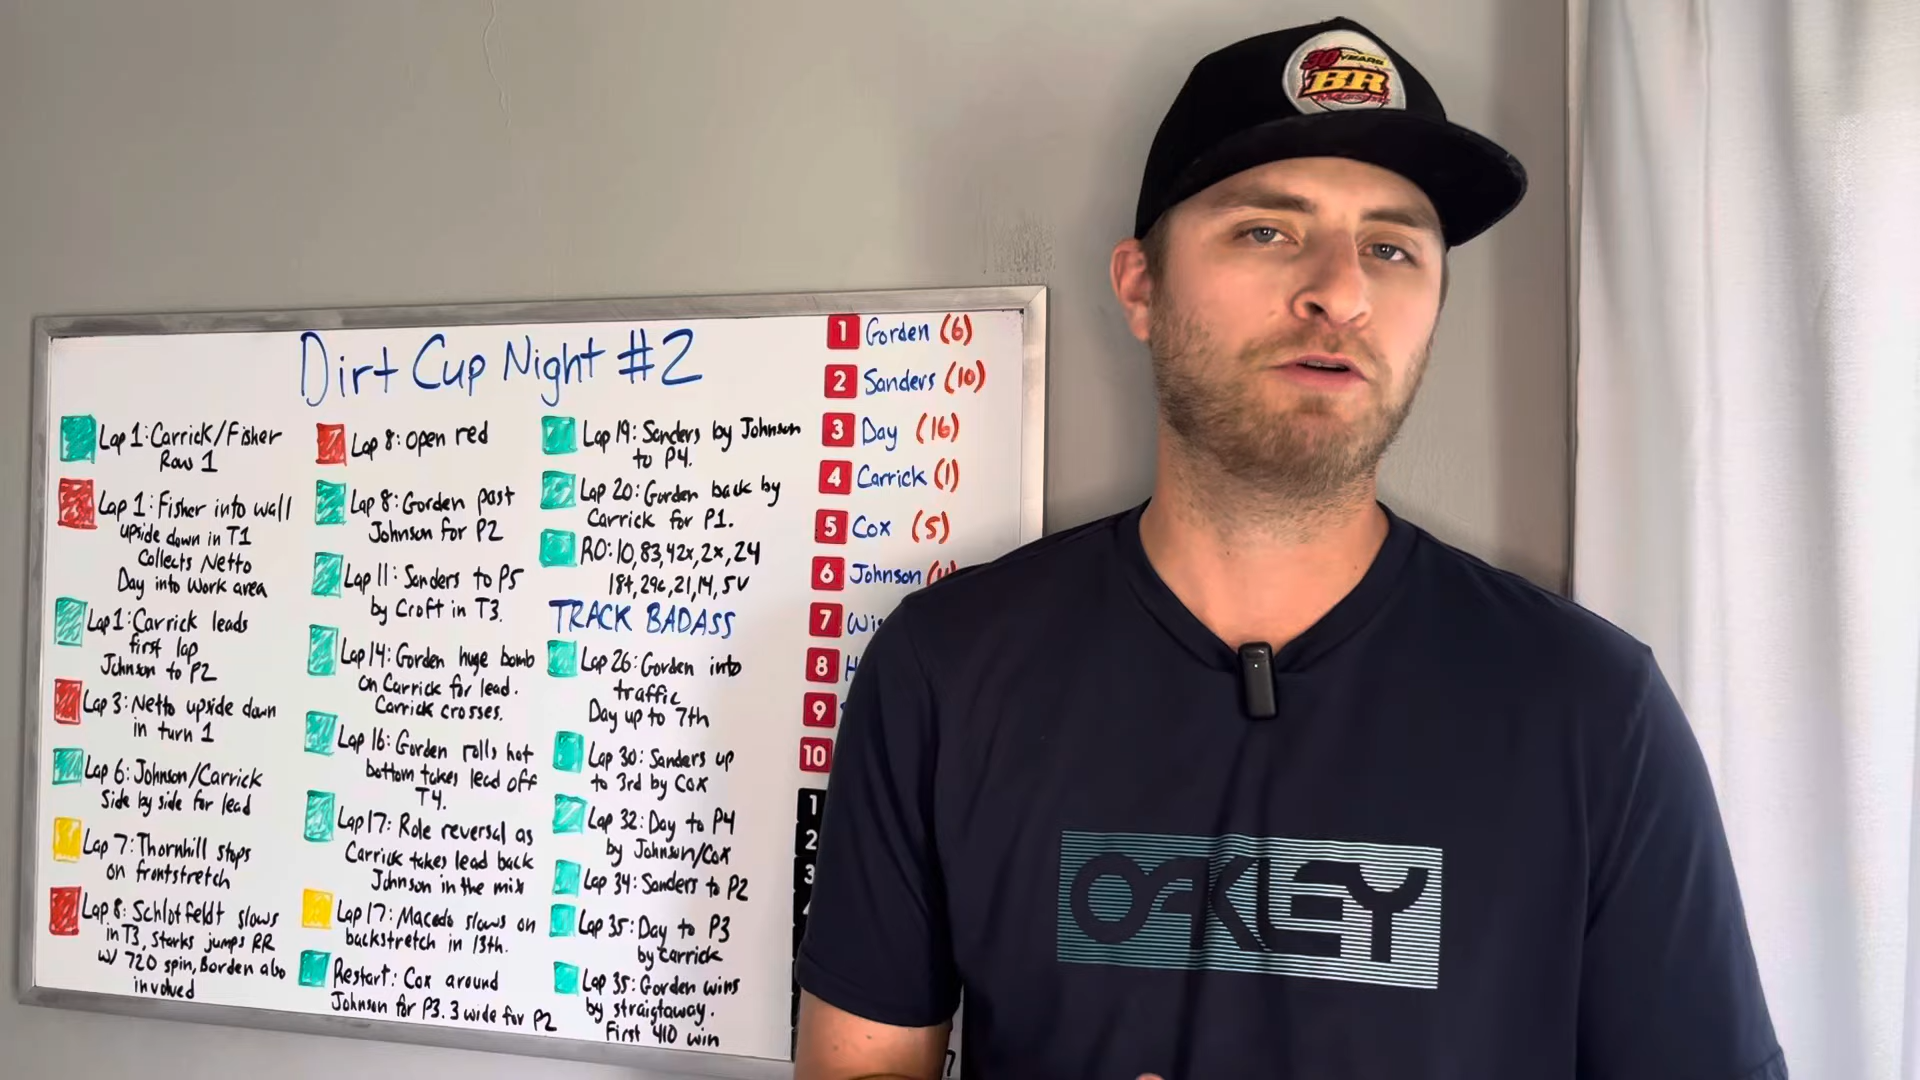 30 YEARS
BR
Dirt Cup Night #2
Lap 1: Carrick/Fisher
Row 1
Lap 1: Fisher into wall
upside down in T1
Collects Netto
Day into work area
Lap 1: Carrick leads
first lap
Johnson to P2
Lap 3: Netto upside down
in turn 1
Lap 6: Johnson/Carrick
Side by side for lead
Lap 7: Thornhill stops
on frontstretch
Lap 8: Schlotfeldt slows
in T3, Starks jumps RR
w/ 720 spin, Borden also
involved
Lap 8: Open red
Lap 8: Gorden past
Johnson for P2
Lap 11: Sanders to P5
by Croft in T3.
Lap 14: Gorden huge bomb
on Carrick for lead.
Carrick crosses.
Lap 16: Gorden rolls hot
bottom takes lead off
T4.
Lap 17: Role reversal as
Carrick takes lead back
Johnson in the mix
Lap 17: Macedo slows on
backstretch in 13th.
Restart: Cox around
Johnson for P3. 3 wide for P2
Lap 19: Sanders by Johnson
to P4.
Lap 20: Gorden back by
Carrick for P1.
RO: 10, 83, 42x, 2x, 24
18t, 29c, 21, 14, 5V
TRACK BADASS
Lap 26: Gorden into
traffic
Day up to 7th
Lap 30: Sanders up
to 3rd by Cox
Lap 32: Day to P4
by Johnson/Cox
Lap 34: Sanders to P2
Lap 35: Day to P3
by Carrick
Lap 35: Gorden wins
by straigtaway.
First 410 win
1 Gorden (6)
2 Sanders (10)
3 Day (16)
4 Carrick (1)
5 Cox (5)
6 Johnson
7 Wis
8 H
9
10
1
2
3
OAKLEY